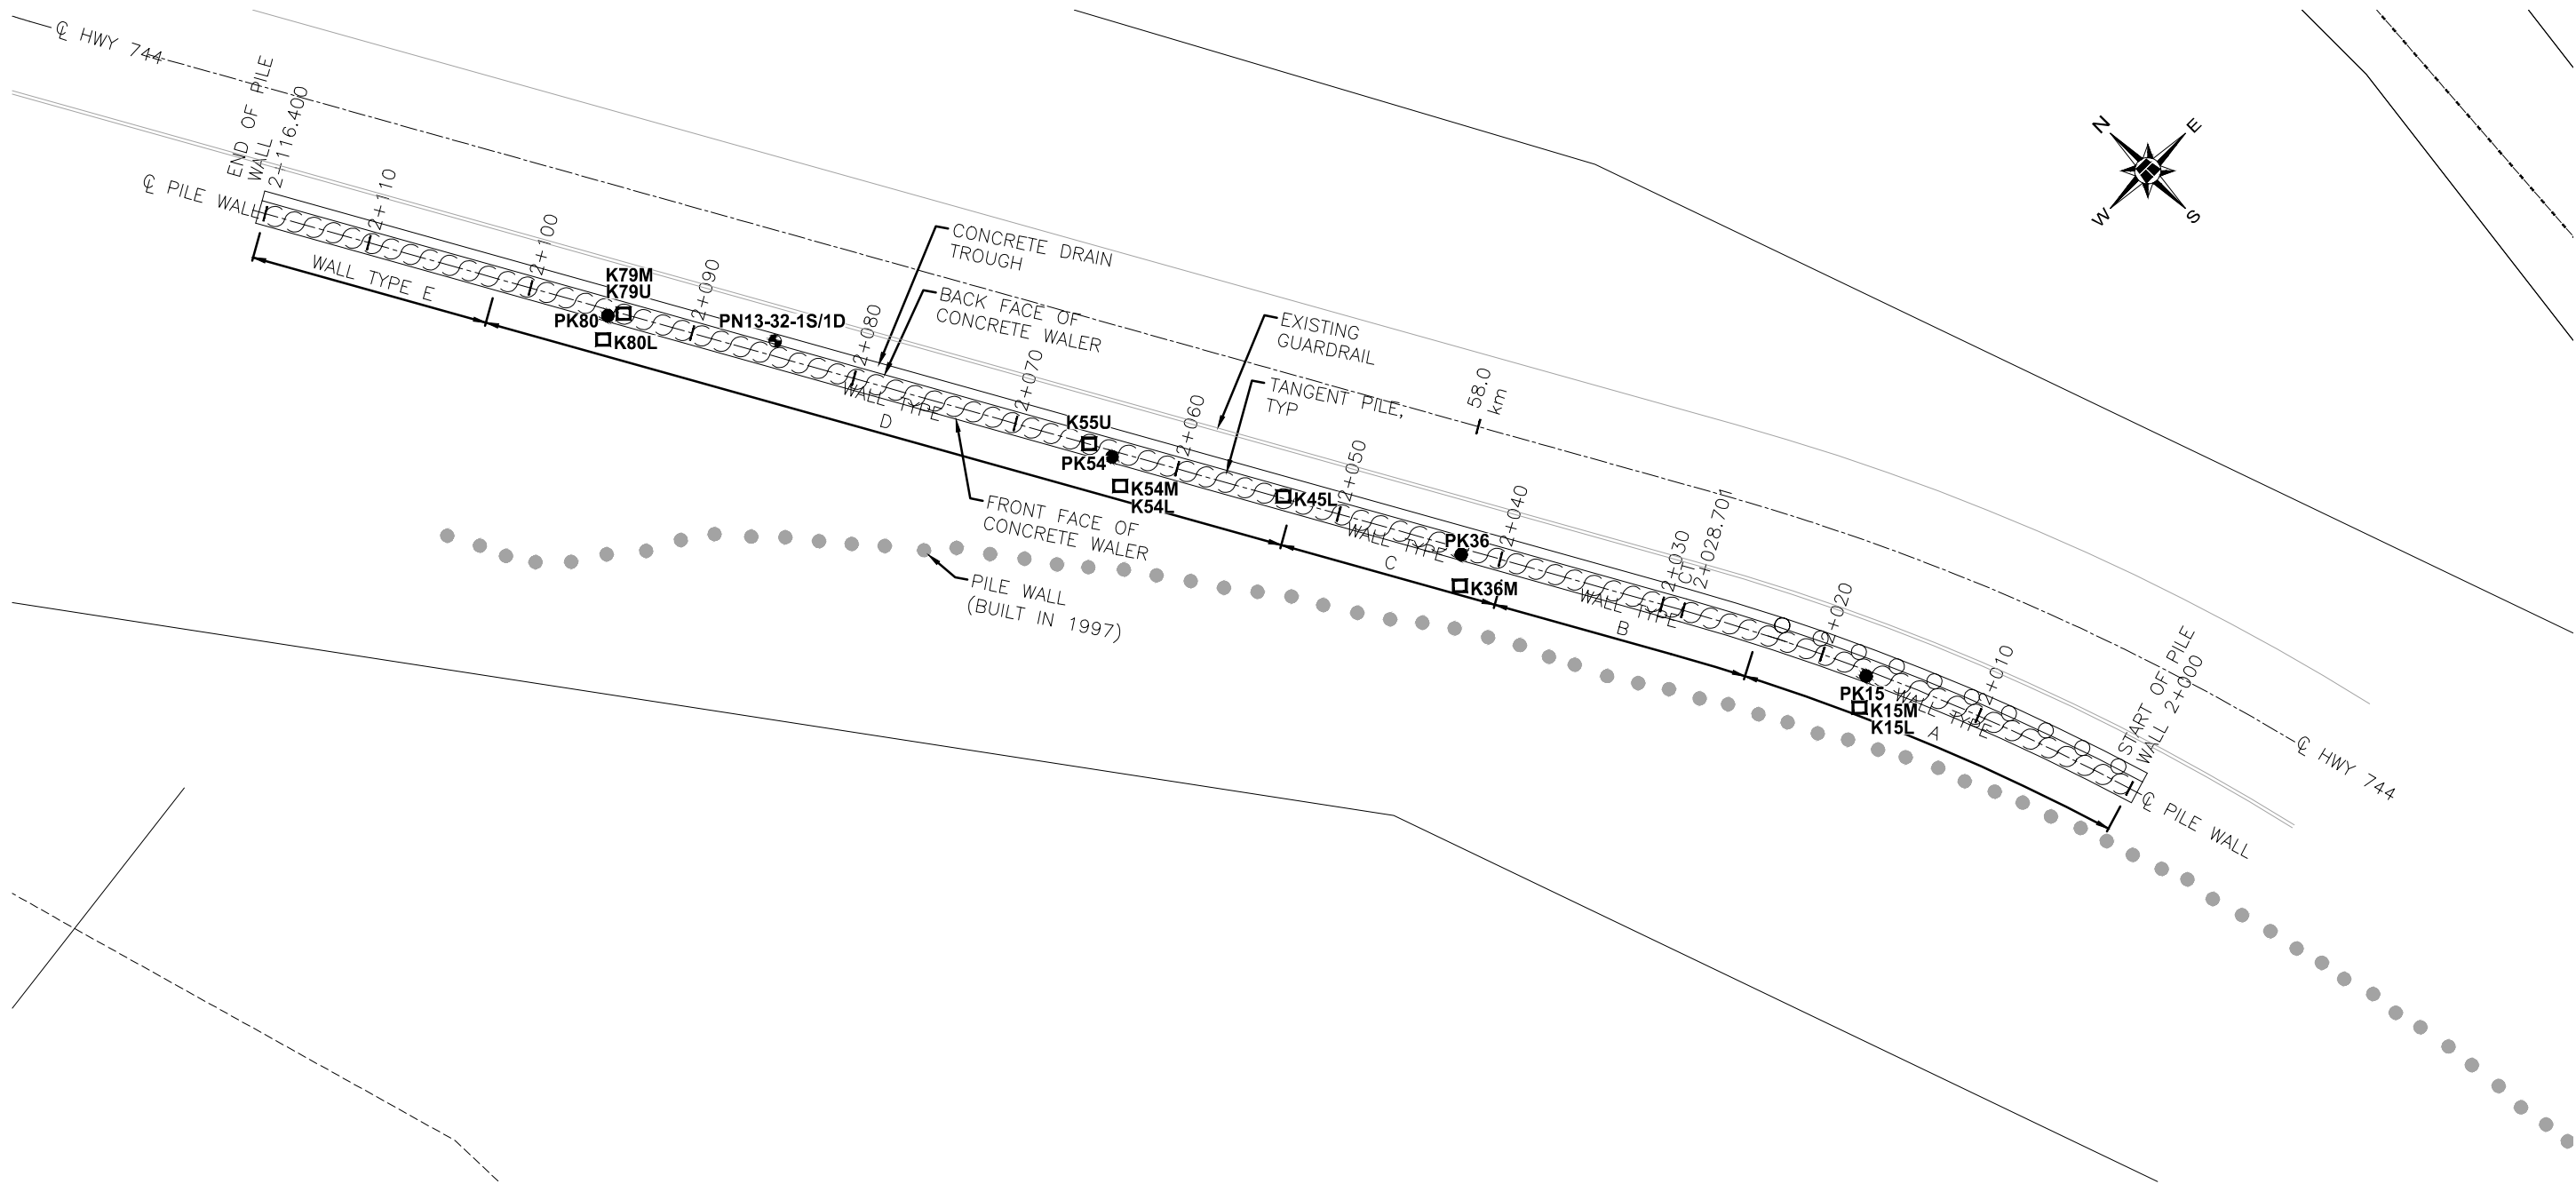 ℄ HWY 744
END OF PILE
WALL
2+116.400
℄ PILE WALL
2+110
2+100
2+090
2+080
2+070
2+060
2+050
2+040
2+030
CT
2+028.701
2+020
2+010
START OF PILE
WALL 2+000
WALL TYPE E
K79M
K79U
PK80
K80L
PN13-32-1S/1D
CONCRETE DRAIN
TROUGH
BACK FACE OF
CONCRETE WALER
EXISTING
GUARDRAIL
TANGENT PILE,
TYP
58.0
km
N
E
W
S
WALL TYPE
D
K55U
PK54
K54M
K54L
K45L
FRONT FACE OF
CONCRETE WALER
PILE WALL
(BUILT IN 1997)
WALL TYPE
C
PK36
K36M
WALL TYPE
B
PK15
K15M
K15L
WALL TYPE
A
℄ HWY 744
℄ PILE WALL